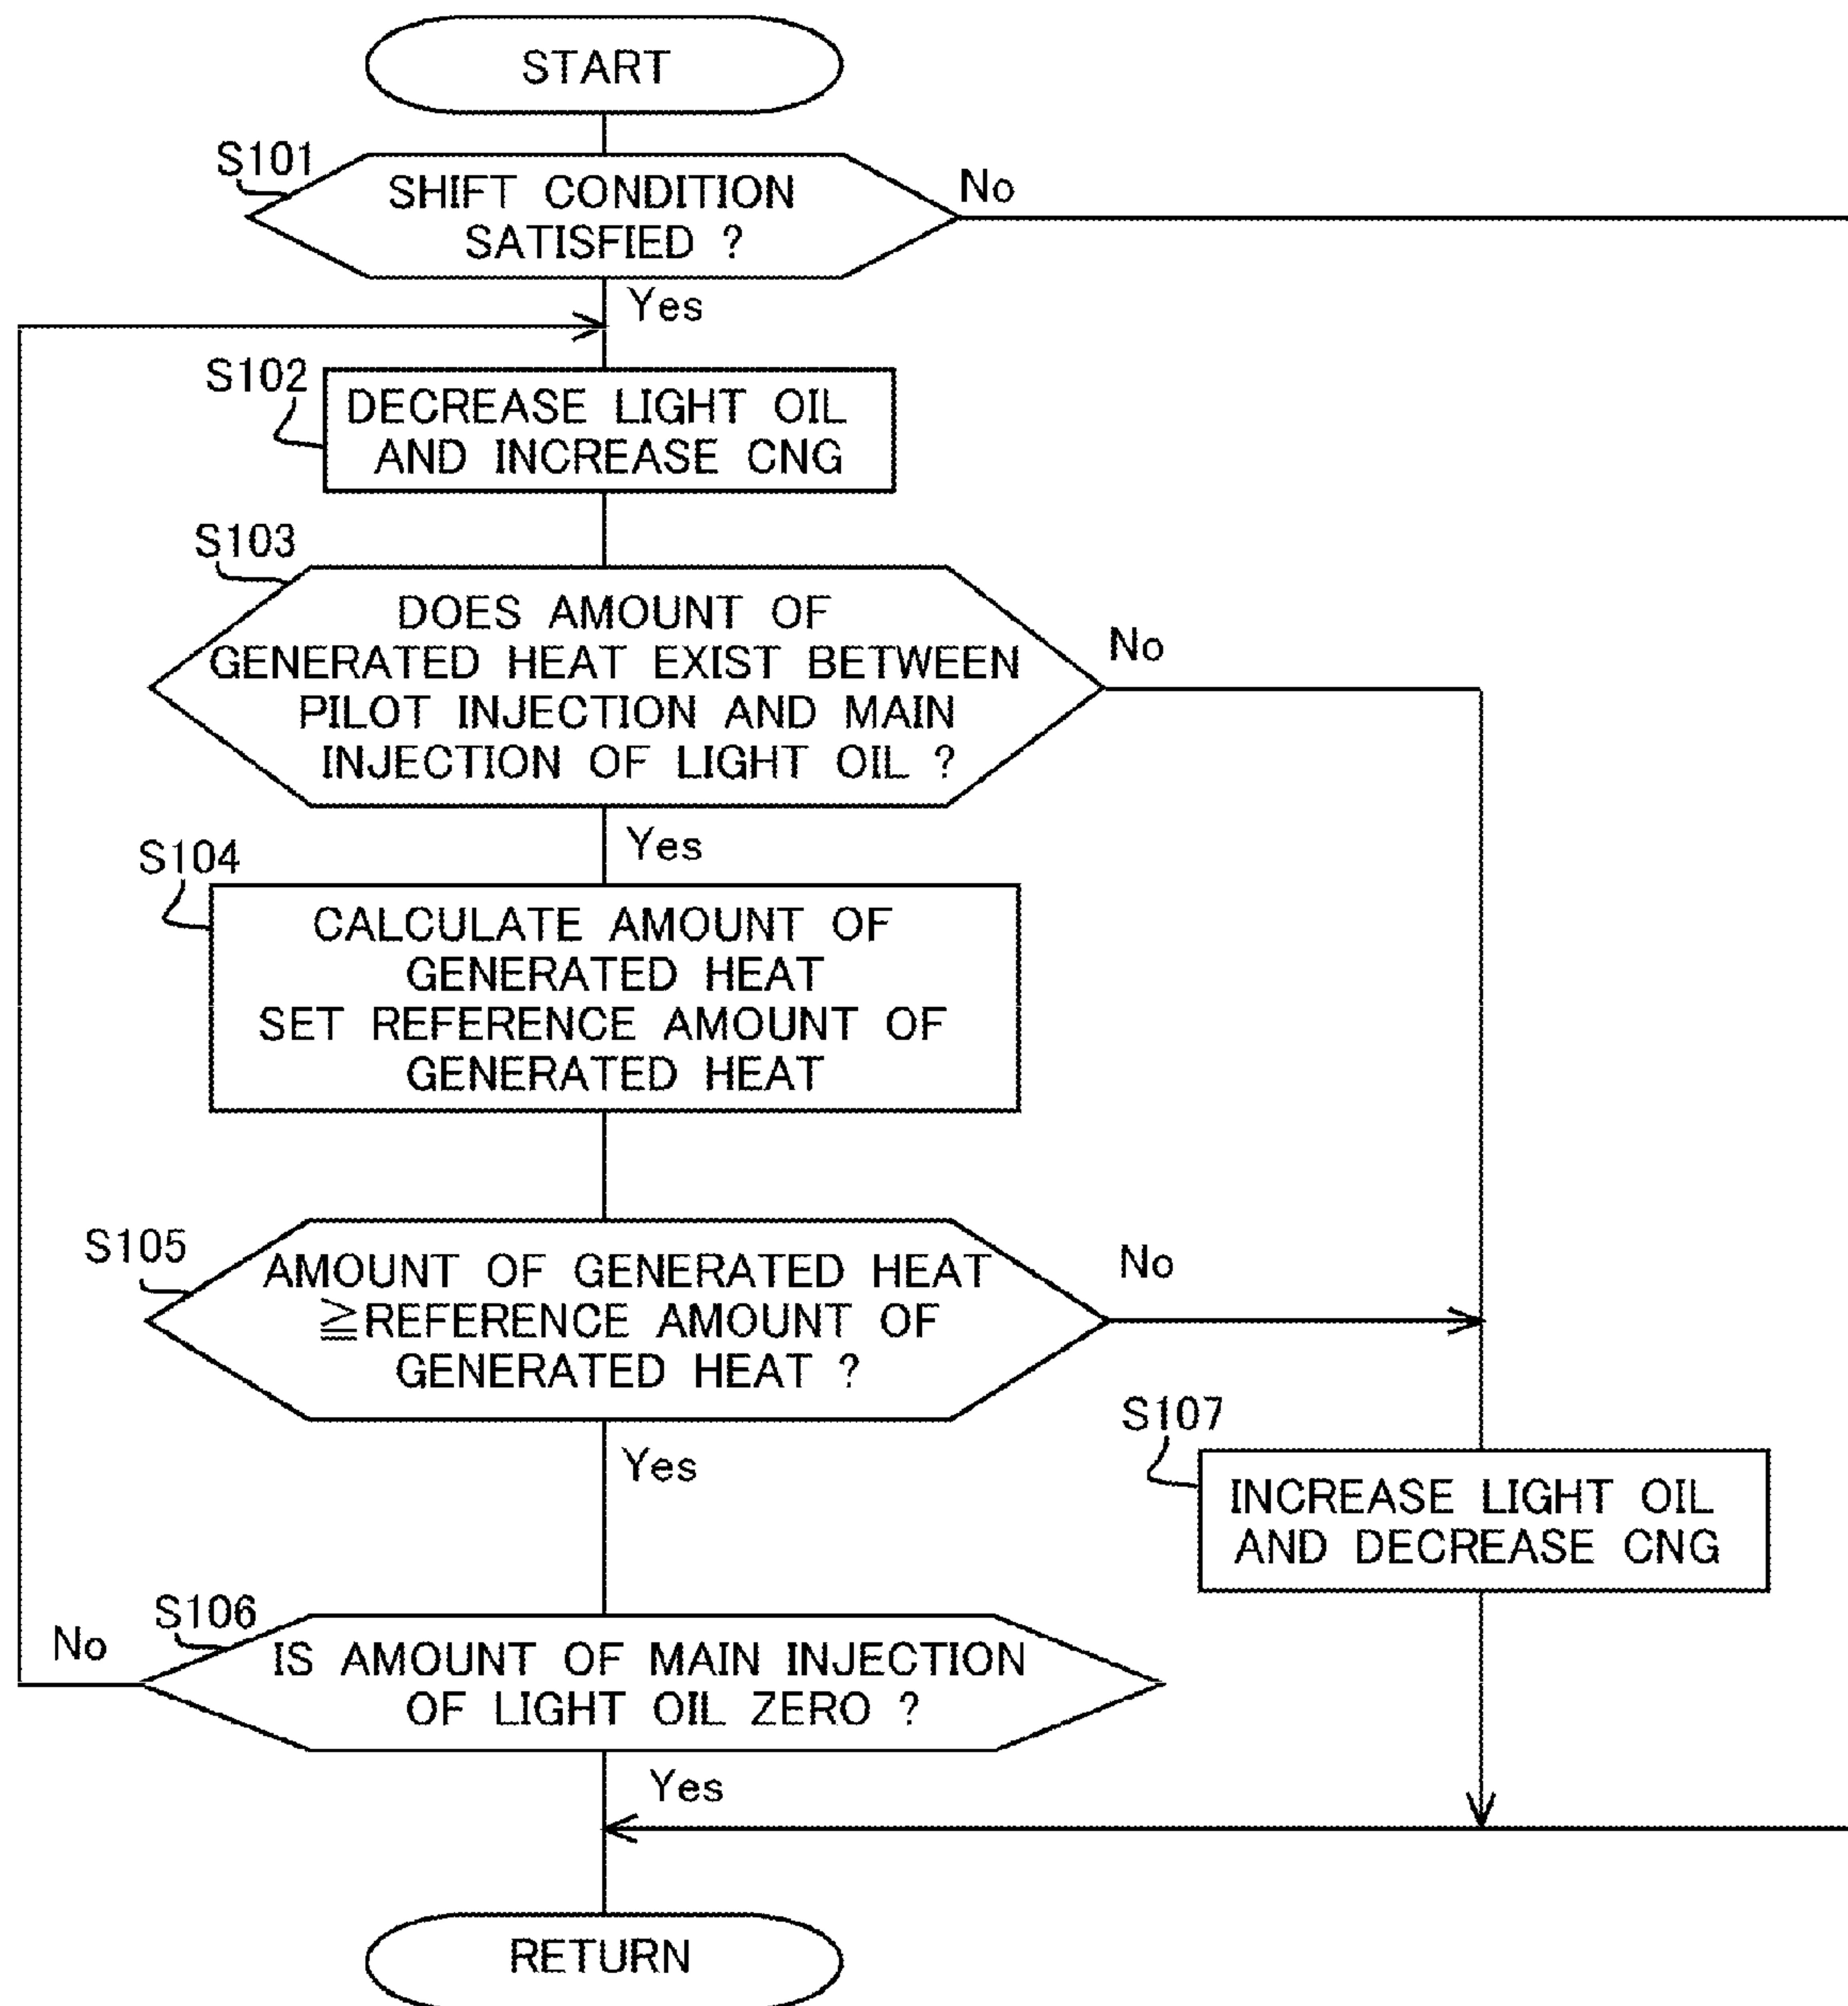 START
S101
SHIFT CONDITION
SATISFIED ?
No
Yes
S102
DECREASE LIGHT OIL
AND INCREASE CNG
S103
DOES AMOUNT OF
GENERATED HEAT EXIST BETWEEN
PILOT INJECTION AND MAIN
INJECTION OF LIGHT OIL ?
No
Yes
S104
CALCULATE AMOUNT OF
GENERATED HEAT
SET REFERENCE AMOUNT OF
GENERATED HEAT
S105
AMOUNT OF GENERATED HEAT
≧REFERENCE AMOUNT OF
GENERATED HEAT ?
No
Yes
S107
INCREASE LIGHT OIL
AND DECREASE CNG
S106
No
IS AMOUNT OF MAIN INJECTION
OF LIGHT OIL ZERO ?
Yes
RETURN